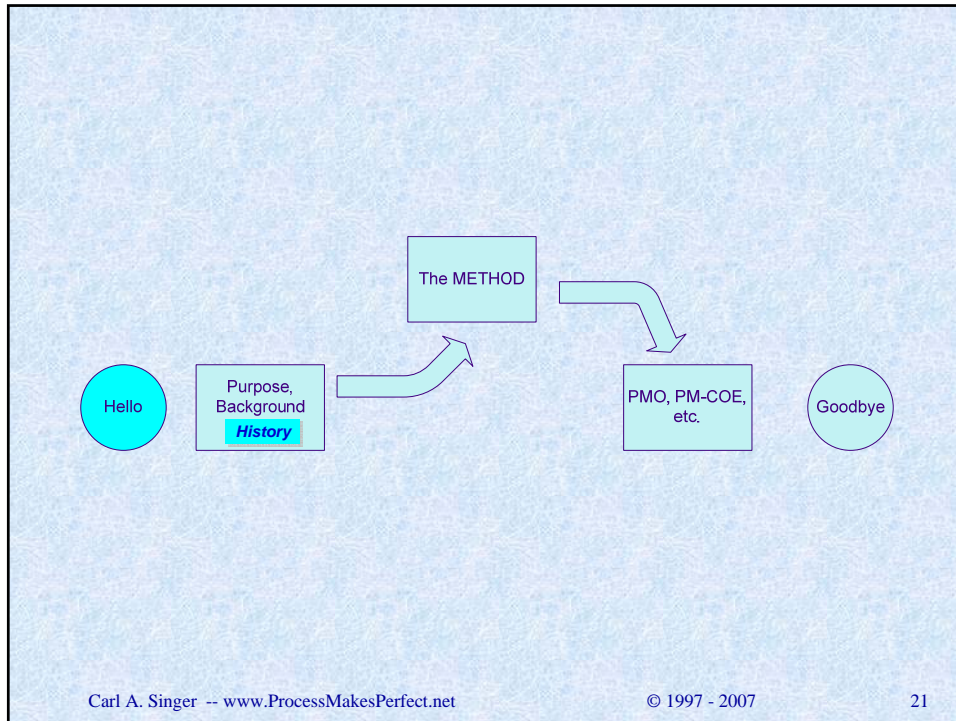 The METHOD
Hello
Purpose,
Background
History
PMO, PM-COE,
etc.
Goodbye
Carl A. Singer -- www.ProcessMakesPerfect.net © 1997 - 2007 21